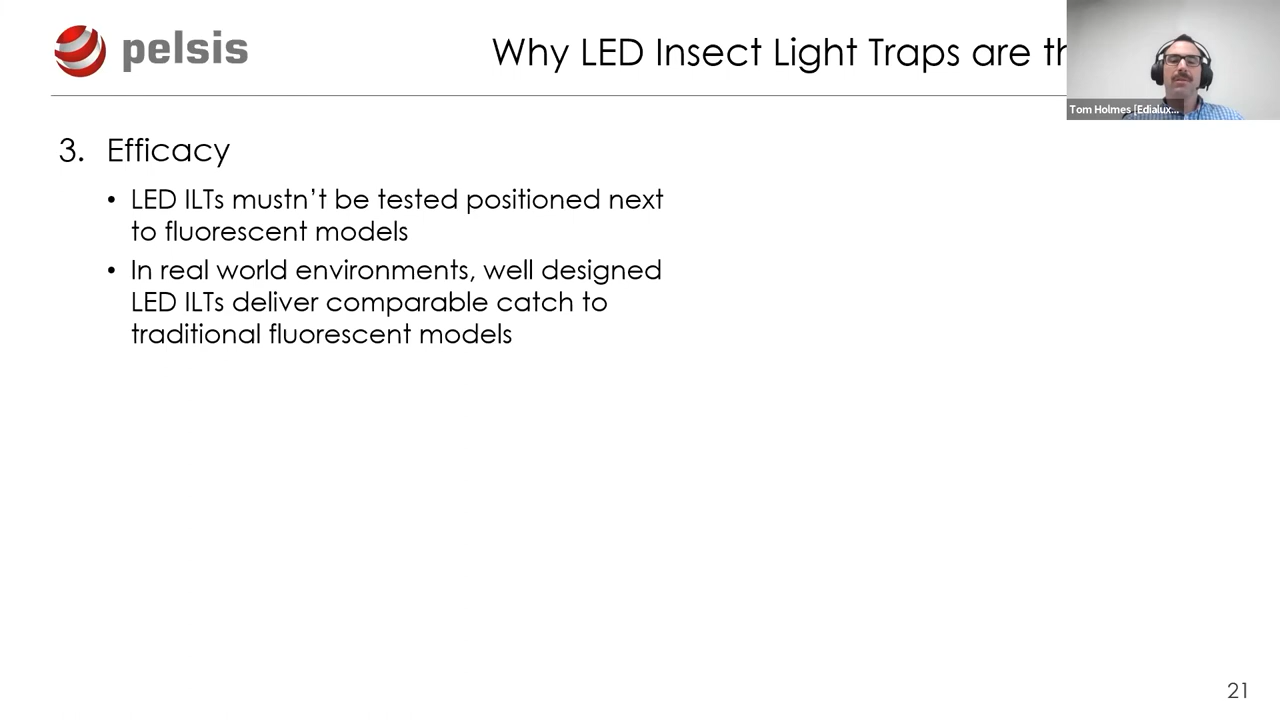 pelsis
Why LED Insect Light Traps are th
Tom Holmes [Edialux...
3. Efficacy
• LED ILTs mustn’t be tested positioned next
to fluorescent models
• In real world environments, well designed
LED ILTs deliver comparable catch to
traditional fluorescent models
21